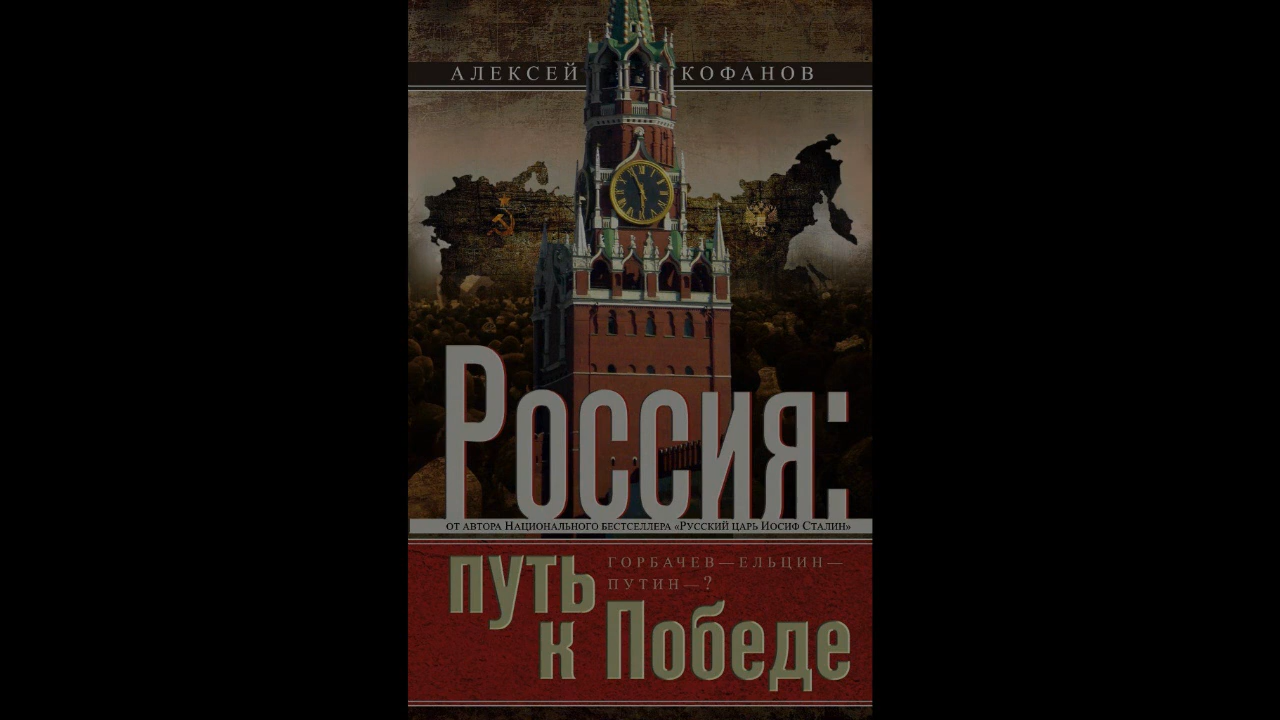 АЛЕКСЕЙ КОФАНОВ
Россия:
ОТ АВТОРА НАЦИОНАЛЬНОГО БЕСТСЕЛЛЕРА «РУССКИЙ ЦАРЬ ИОСИФ СТАЛИН»
ГОРБАЧЕВ—ЕЛЬЦИН—
ПУТИН—?
путь
к Победе